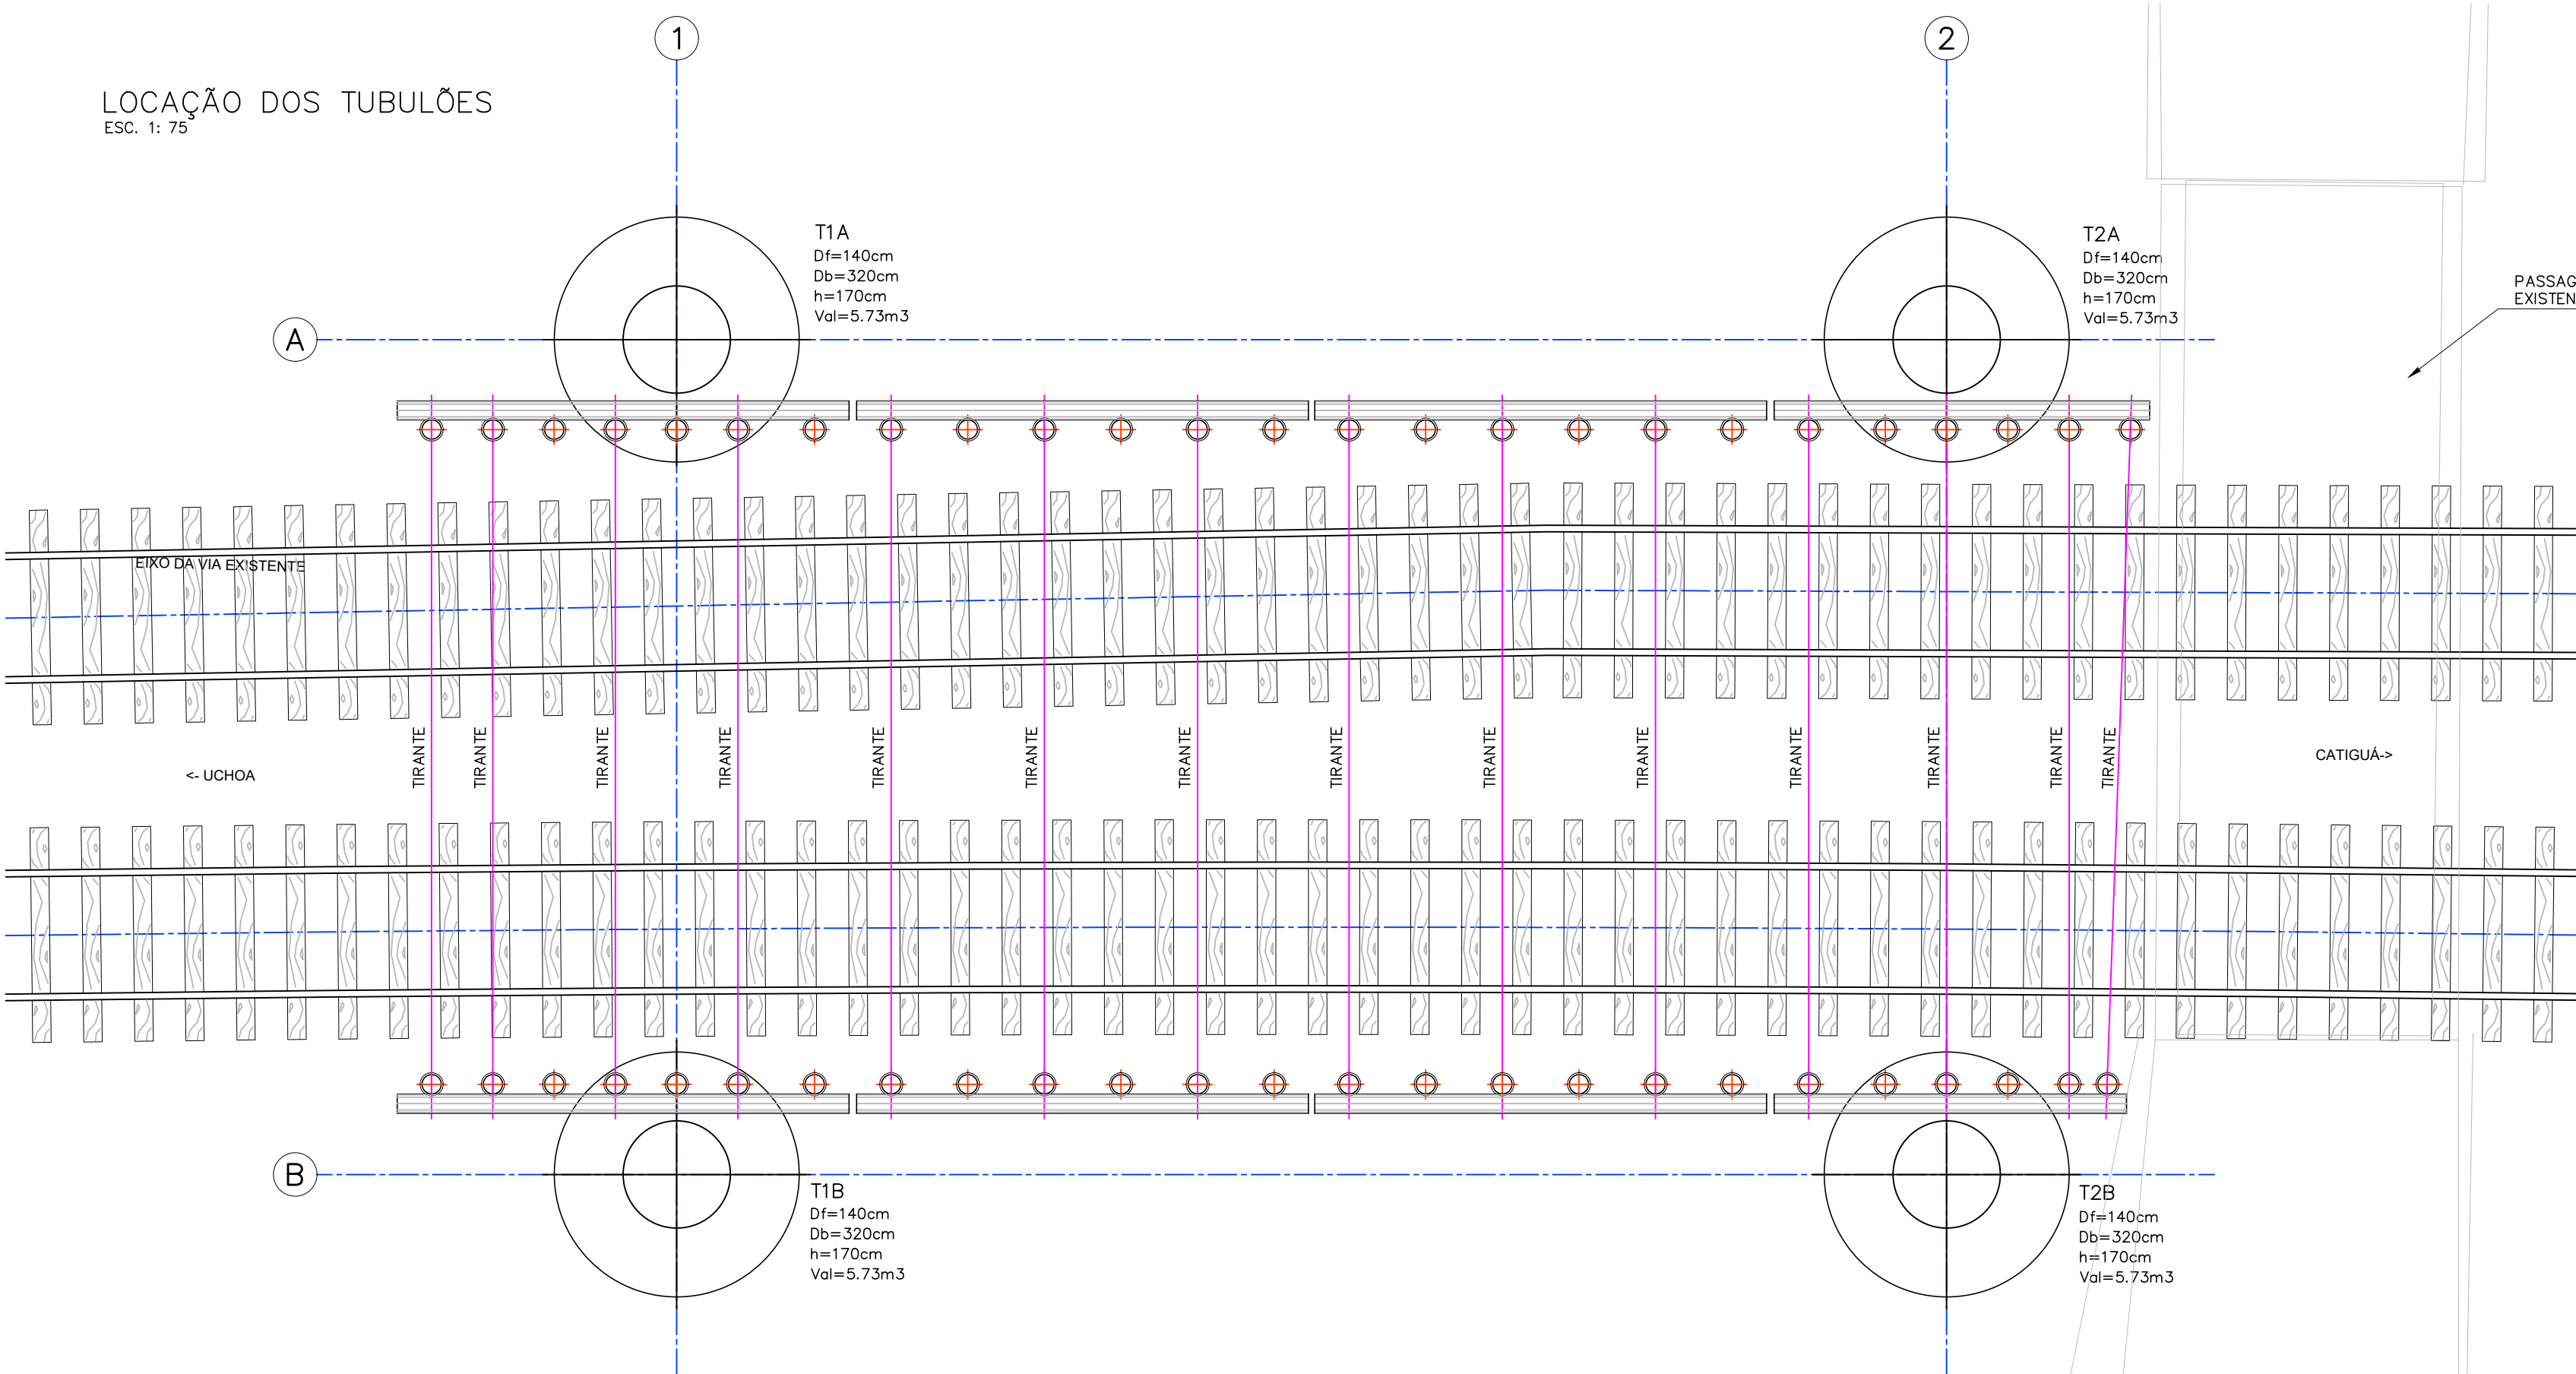 1
2
LOCAÇÃO DOS TUBULÕES
ESC. 1: 75
T1A
Df=140cm
Db=320cm
h=170cm
Val=5.73m3
T2A
Df=140cm
Db=320cm
h=170cm
Val=5.73m3
PASSAG
EXISTEN
A
EIXO DA VIA EXISTENTE
TIRANTE
TIRANTE
TIRANTE
TIRANTE
TIRANTE
TIRANTE
TIRANTE
TIRANTE
TIRANTE
TIRANTE
TIRANTE
TIRANTE
TIRANTE
TIRANTE
<- UCHOA
CATIGUÁ->
B
T1B
Df=140cm
Db=320cm
h=170cm
Val=5.73m3
T2B
Df=140cm
Db=320cm
h=170cm
Val=5.73m3